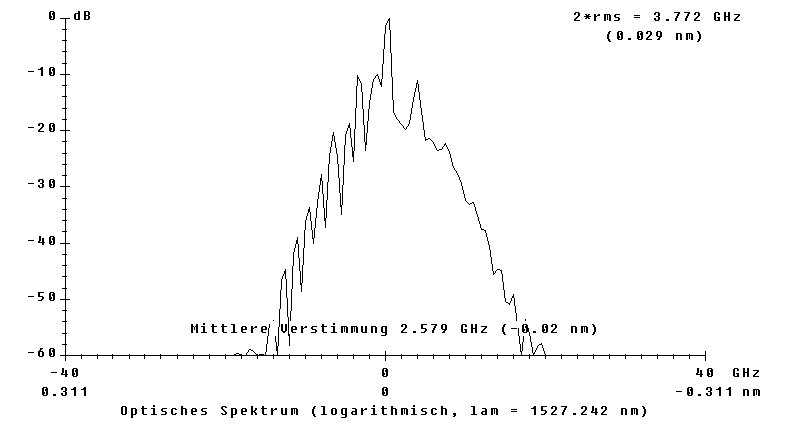 0 dB
2*rms = 3.772 GHz
(0.029 nm)
-10
-20
-30
-40
-50
Mittlere Verstimmung 2.579 GHz (-0.02 nm)
-60
-40 0 40 GHz
0.311 0 -0.311 nm
Optisches Spektrum (logarithmisch, lam = 1527.242 nm)